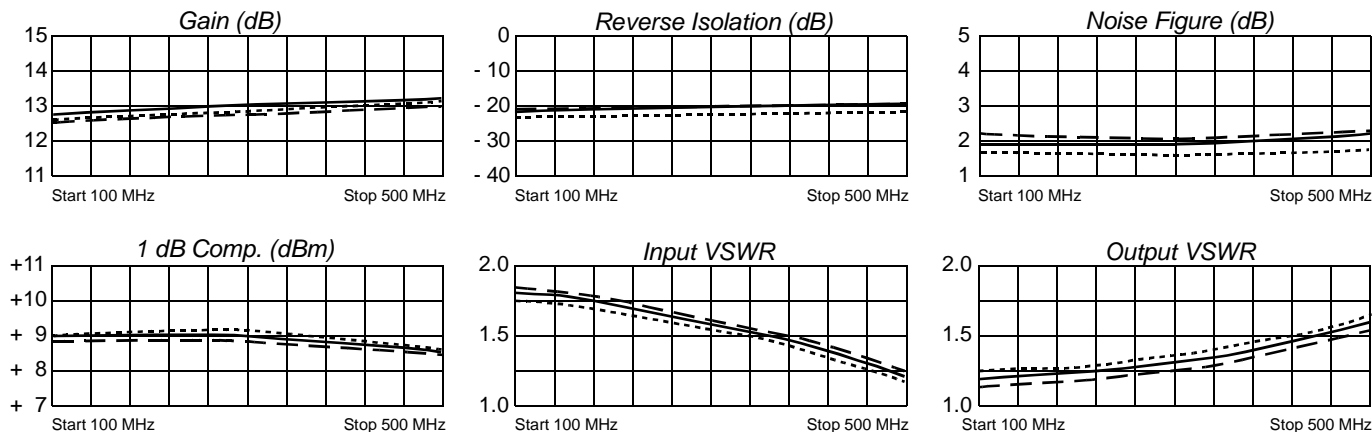 Gain (dB)
15
14
13
12
11
Start 100 MHz Stop 500 MHz
Reverse Isolation (dB)
0
- 10
- 20
- 30
- 40
Start 100 MHz Stop 500 MHz
Noise Figure (dB)
5
4
3
2
1
Start 100 MHz Stop 500 MHz
1 dB Comp. (dBm)
+11
+10
+ 9
+ 8
+ 7
Start 100 MHz Stop 500 MHz
Input VSWR
2.0
1.5
1.0
Start 100 MHz Stop 500 MHz
Output VSWR
2.0
1.5
1.0
Start 100 MHz Stop 500 MHz